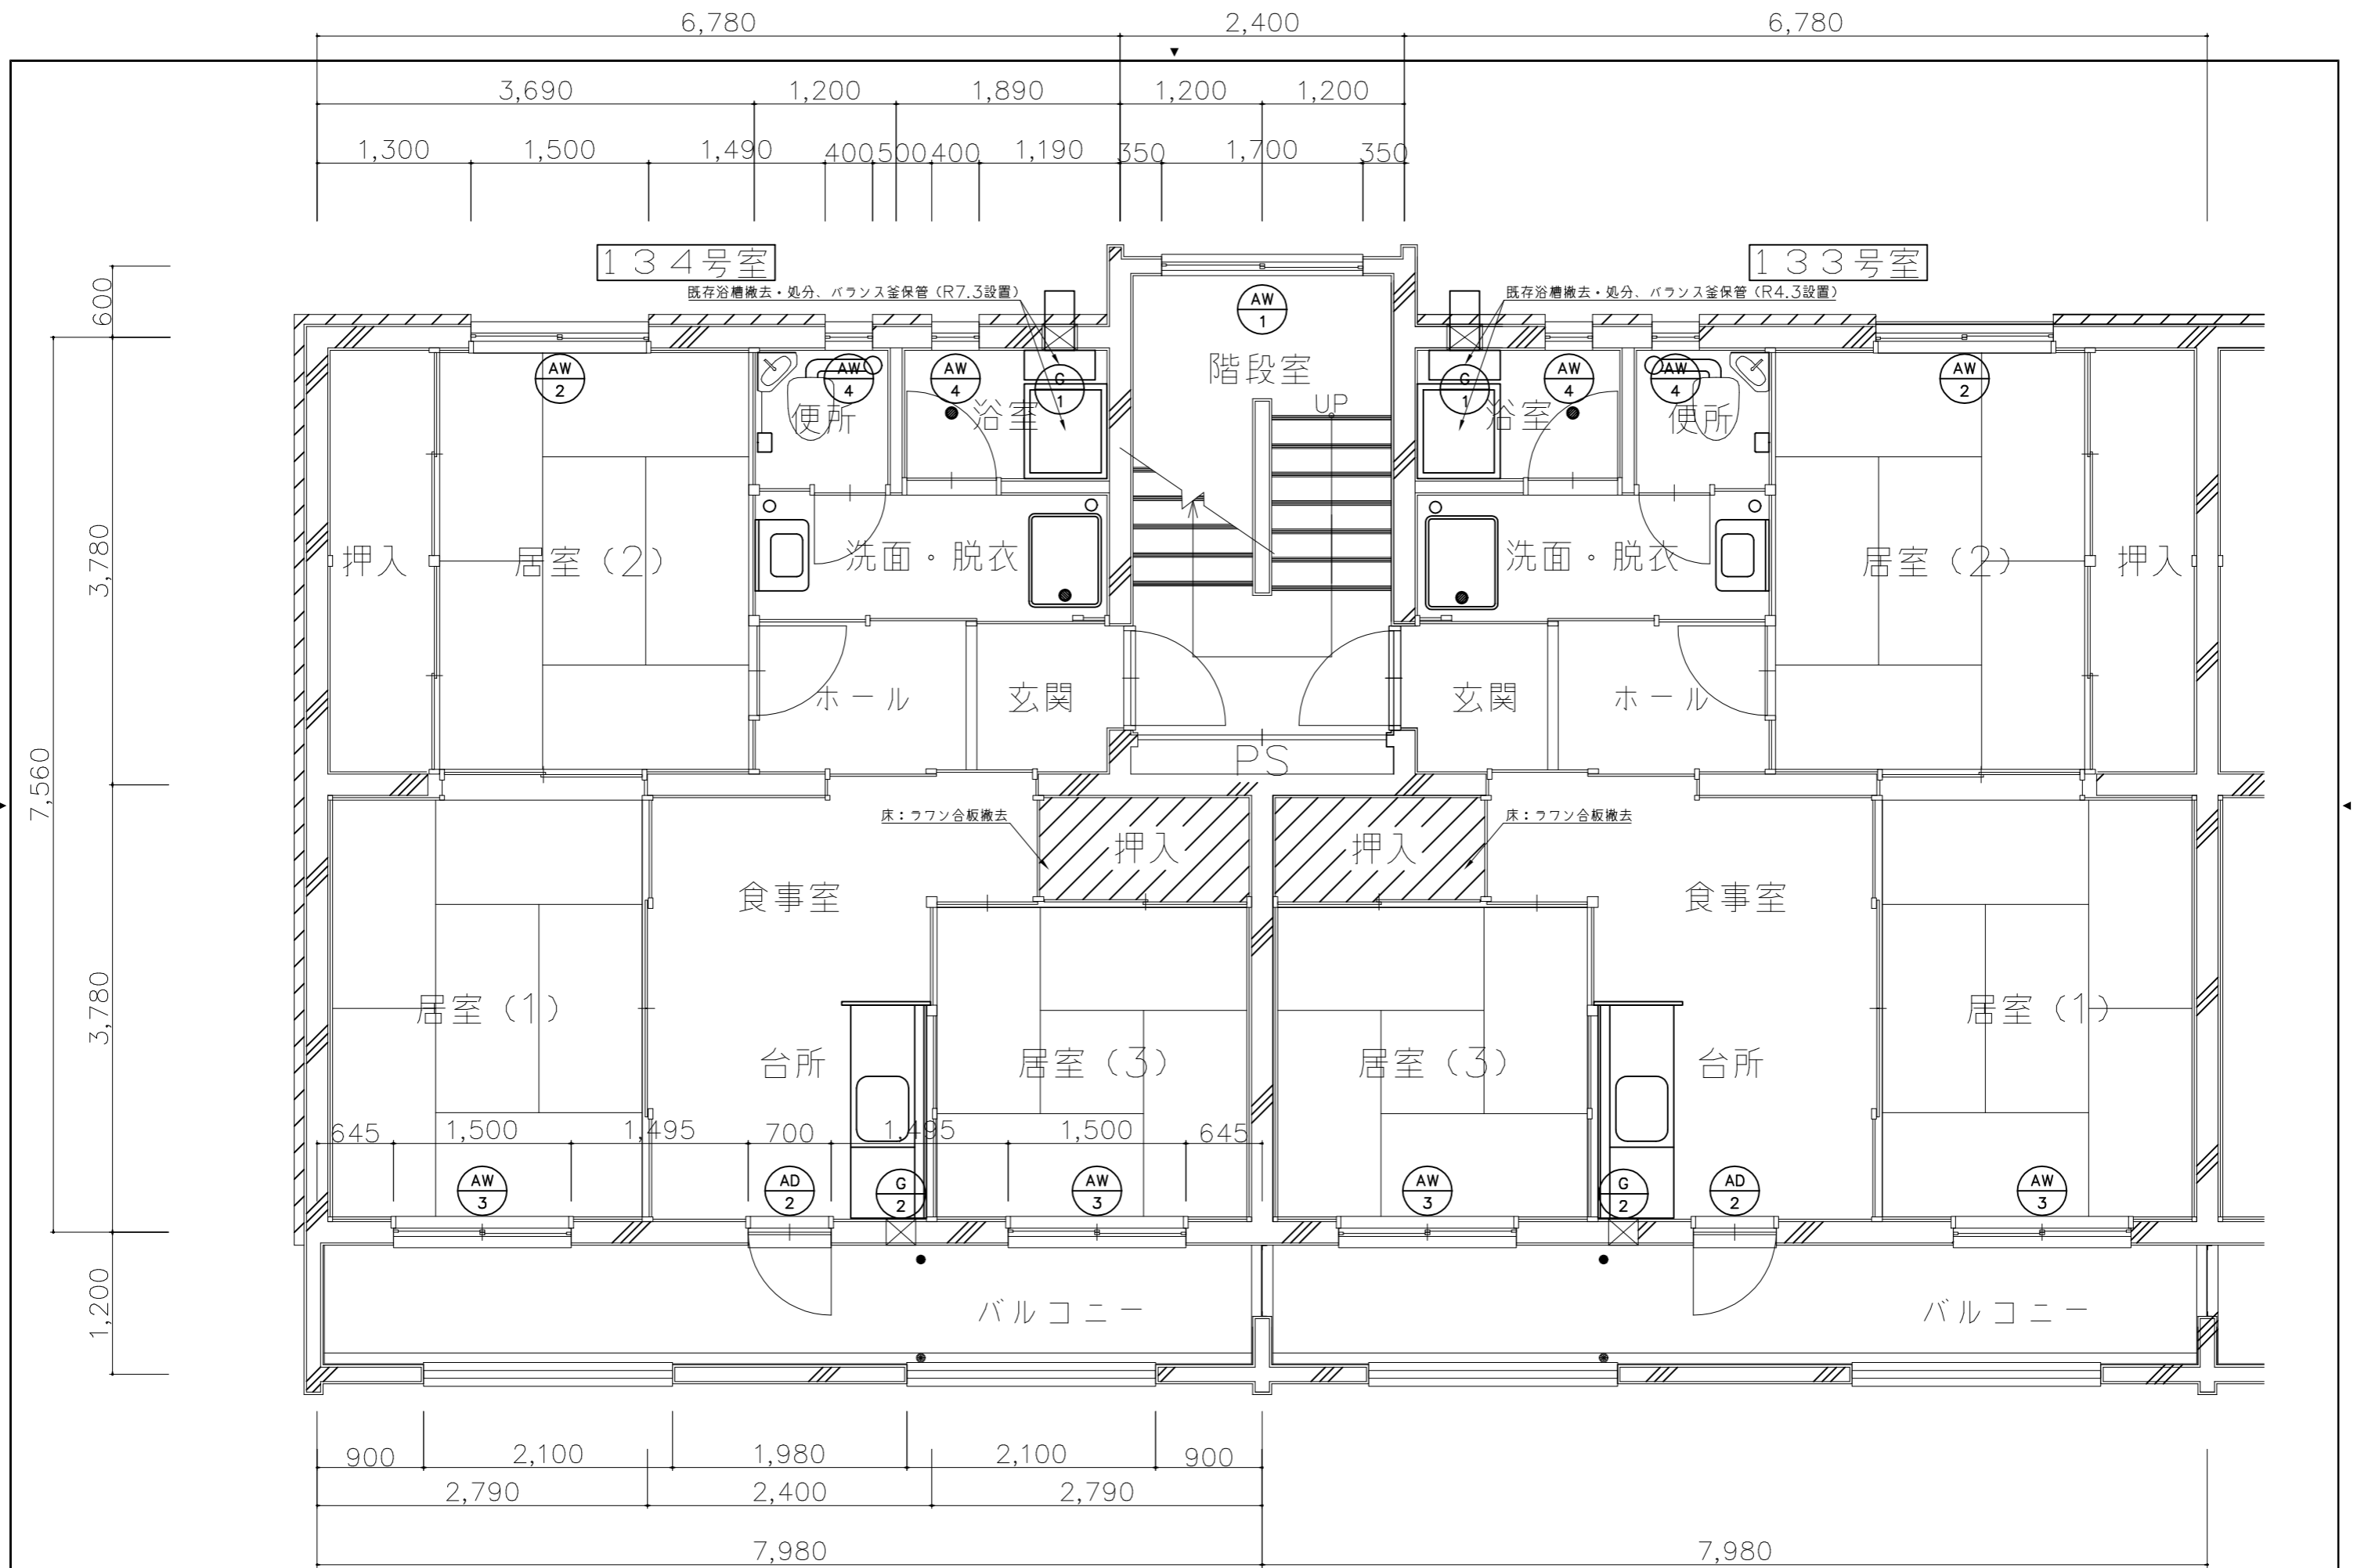 6,780 2,400 6,780
3,690 1,200 1,890 1,200 1,200
1,300 1,500 1,490 400 500 400 1,190 350 1,700 350
134号室 133号室
既存浴槽撤去・処分、バランス釜保管（R7.3設置） 既存浴槽撤去・処分、バランス釜保管（R4.3設置）
600
AW 1
階段室
AW 2 AW 4 AW 4 G 1 G 1 AW 4 AW 4 AW 2
UP
便所 浴室 浴室 便所
3,780
押入 居室（2） 洗面・脱衣 洗面・脱衣 居室（2） 押入
ホール 玄関 玄関 ホール
PS
7,560
床：ラワン合板撤去 床：ラワン合板撤去
押入 押入
食事室 食事室
3,780
居室（1） 居室（1）
台所 居室（3） 居室（3） 台所
645 1,500 1,495 700 1,495 1,500 645
AW 3 AD 2 G 2 AW 3 AW 3 G 2 AD 2 AW 3
1,200
バルコニー バルコニー
900 2,100 1,980 2,100 900
2,790 2,400 2,790
7,980 7,980